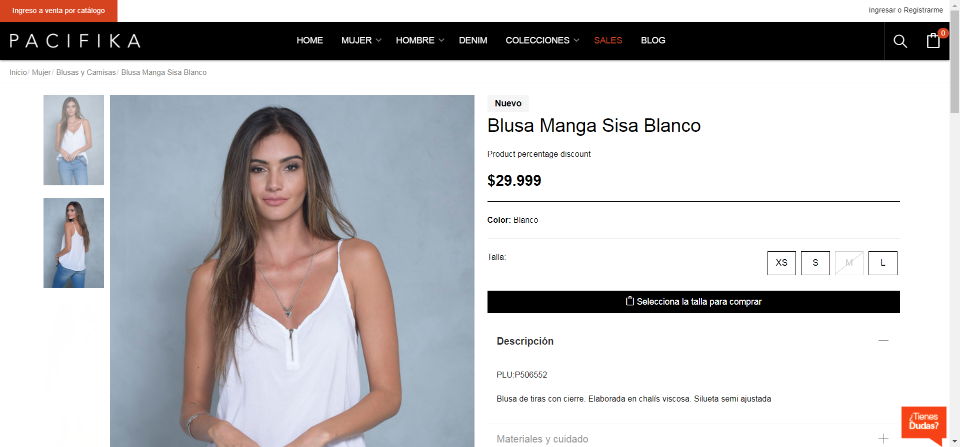 Ingreso a venta por catálogo
Ingresar o Registrarme
PACIFIKA
HOME MUJER HOMBRE DENIM COLECCIONES SALES BLOG
0
Inicio/ Mujer/ Blusas y Camisas/ Blusa Manga Sisa Blanco
Nuevo
Blusa Manga Sisa Blanco
Product percentage discount
$29.999
Color: Blanco
Talla:
XS S M L
Selecciona la talla para comprar
Descripción
PLU:P506552
Blusa de tiras con cierre. Elaborada en chalís viscosa. Silueta semi ajustada
Materiales y cuidado
¿Tienes
Dudas?